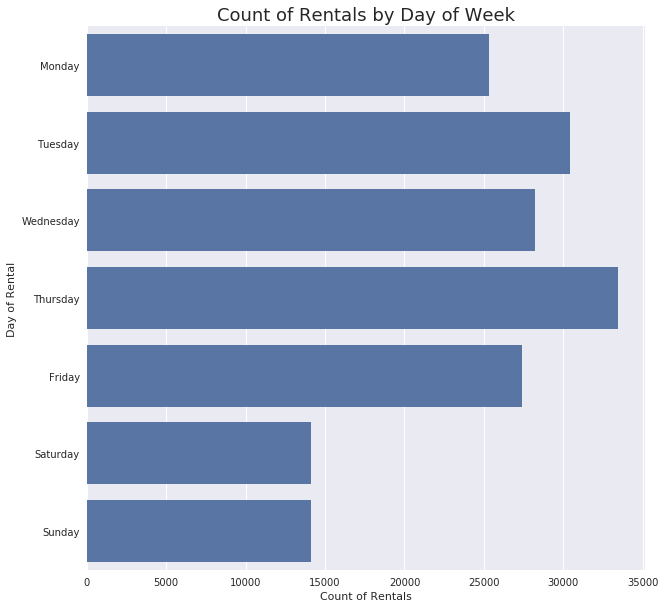 Count of Rentals by Day of Week
Day of Rental
Monday
Tuesday
Wednesday
Thursday
Friday
Saturday
Sunday
0 5000 10000 15000 20000 25000 30000 35000
Count of Rentals